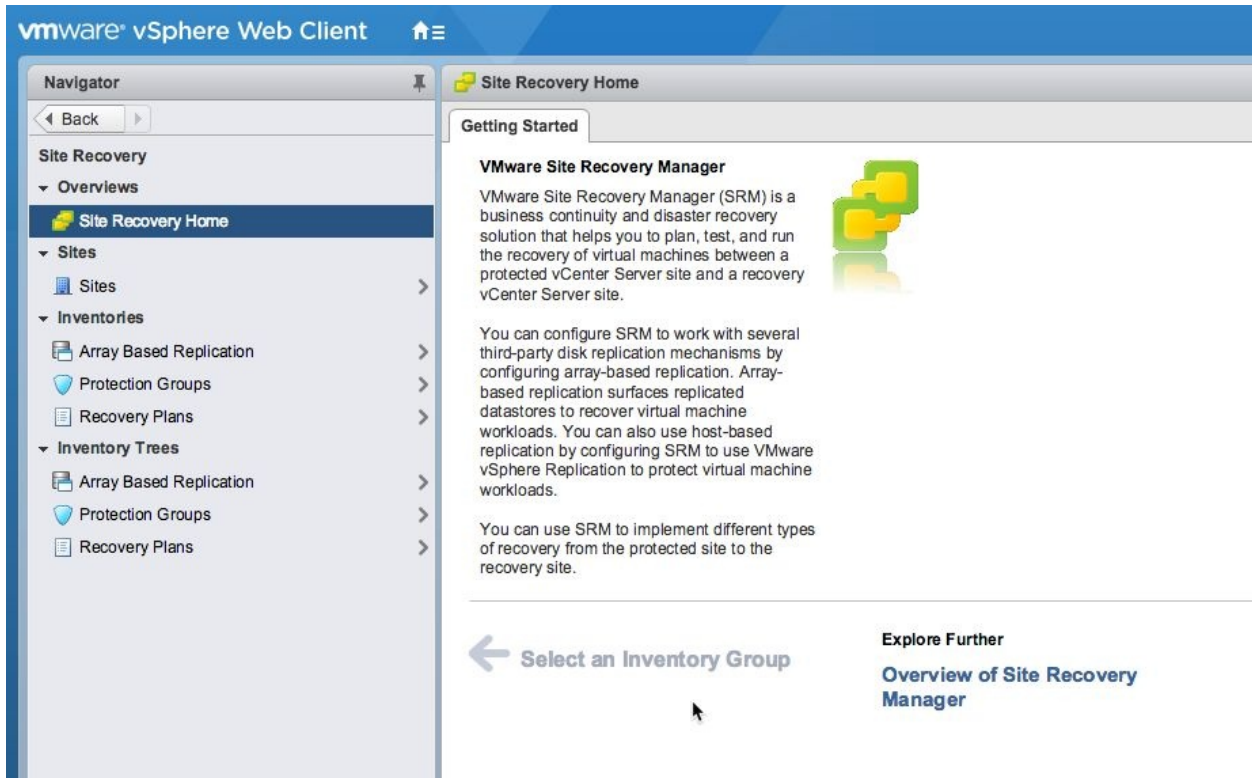 vmware® vSphere Web Client
Navigator
Back
Site Recovery
Overviews
Site Recovery Home
Sites
Sites
Inventories
Array Based Replication
Protection Groups
Recovery Plans
Inventory Trees
Array Based Replication
Protection Groups
Recovery Plans
Site Recovery Home
Getting Started
VMware Site Recovery Manager
VMware Site Recovery Manager (SRM) is a
business continuity and disaster recovery
solution that helps you to plan, test, and run
the recovery of virtual machines between a
protected vCenter Server site and a recovery
vCenter Server site.
You can configure SRM to work with several
third-party disk replication mechanisms by
configuring array-based replication. Array-
based replication surfaces replicated
datastores to recover virtual machine
workloads. You can also use host-based
replication by configuring SRM to use VMware
vSphere Replication to protect virtual machine
workloads.
You can use SRM to implement different types
of recovery from the protected site to the
recovery site.
Select an Inventory Group
Explore Further
Overview of Site Recovery
Manager